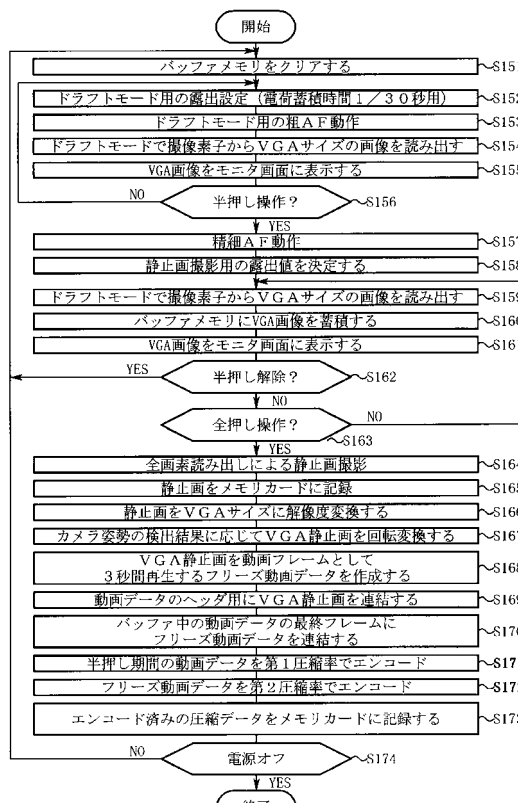 開始
バッファメモリをクリアする
S15
ドラフトモード用の露出設定（電荷蓄積時間１／３０秒用）
S152
ドラフトモード用の粗ＡＦ動作
S153
ドラフトモードで撮像素子からＶＧＡサイズの画像を読み出す
S154
VGA画像をモニタ画面に表示する
S155
NO
半押し操作？
S156
YES
精細ＡＦ動作
S157
静止画撮影用の露出値を決定する
S158
ドラフトモードで撮像素子からＶＧＡサイズの画像を読み出す
S159
バッファメモリにVGA画像を蓄積する
S160
VGA画像をモニタ画面に表示する
S16
YES
半押し解除？
S162
NO
全押し操作？
NO
S163
YES
全画素読み出しによる静止画撮影
S164
静止画をメモリカードに記録
S165
静止画をＶＧＡサイズに解像度変換する
S166
カメラ姿勢の検出結果に応じてＶＧＡ静止画を回転変換する
S167
ＶＧＡ静止画を動画フレームとして
３秒間再生するフリーズ動画データを作成する
S168
動画データのヘッダ用にＶＧＡ静止画を連結する
S169
バッファ中の動画データの最終フレームに
フリーズ動画データを連結する
S170
半押し期間の動画データを第１圧縮率でエンコード
S17
フリーズ動画データを第２圧縮率でエンコード
S172
エンコード済みの圧縮データをメモリカードに記録する
S173
NO
電源オフ
S174
YES